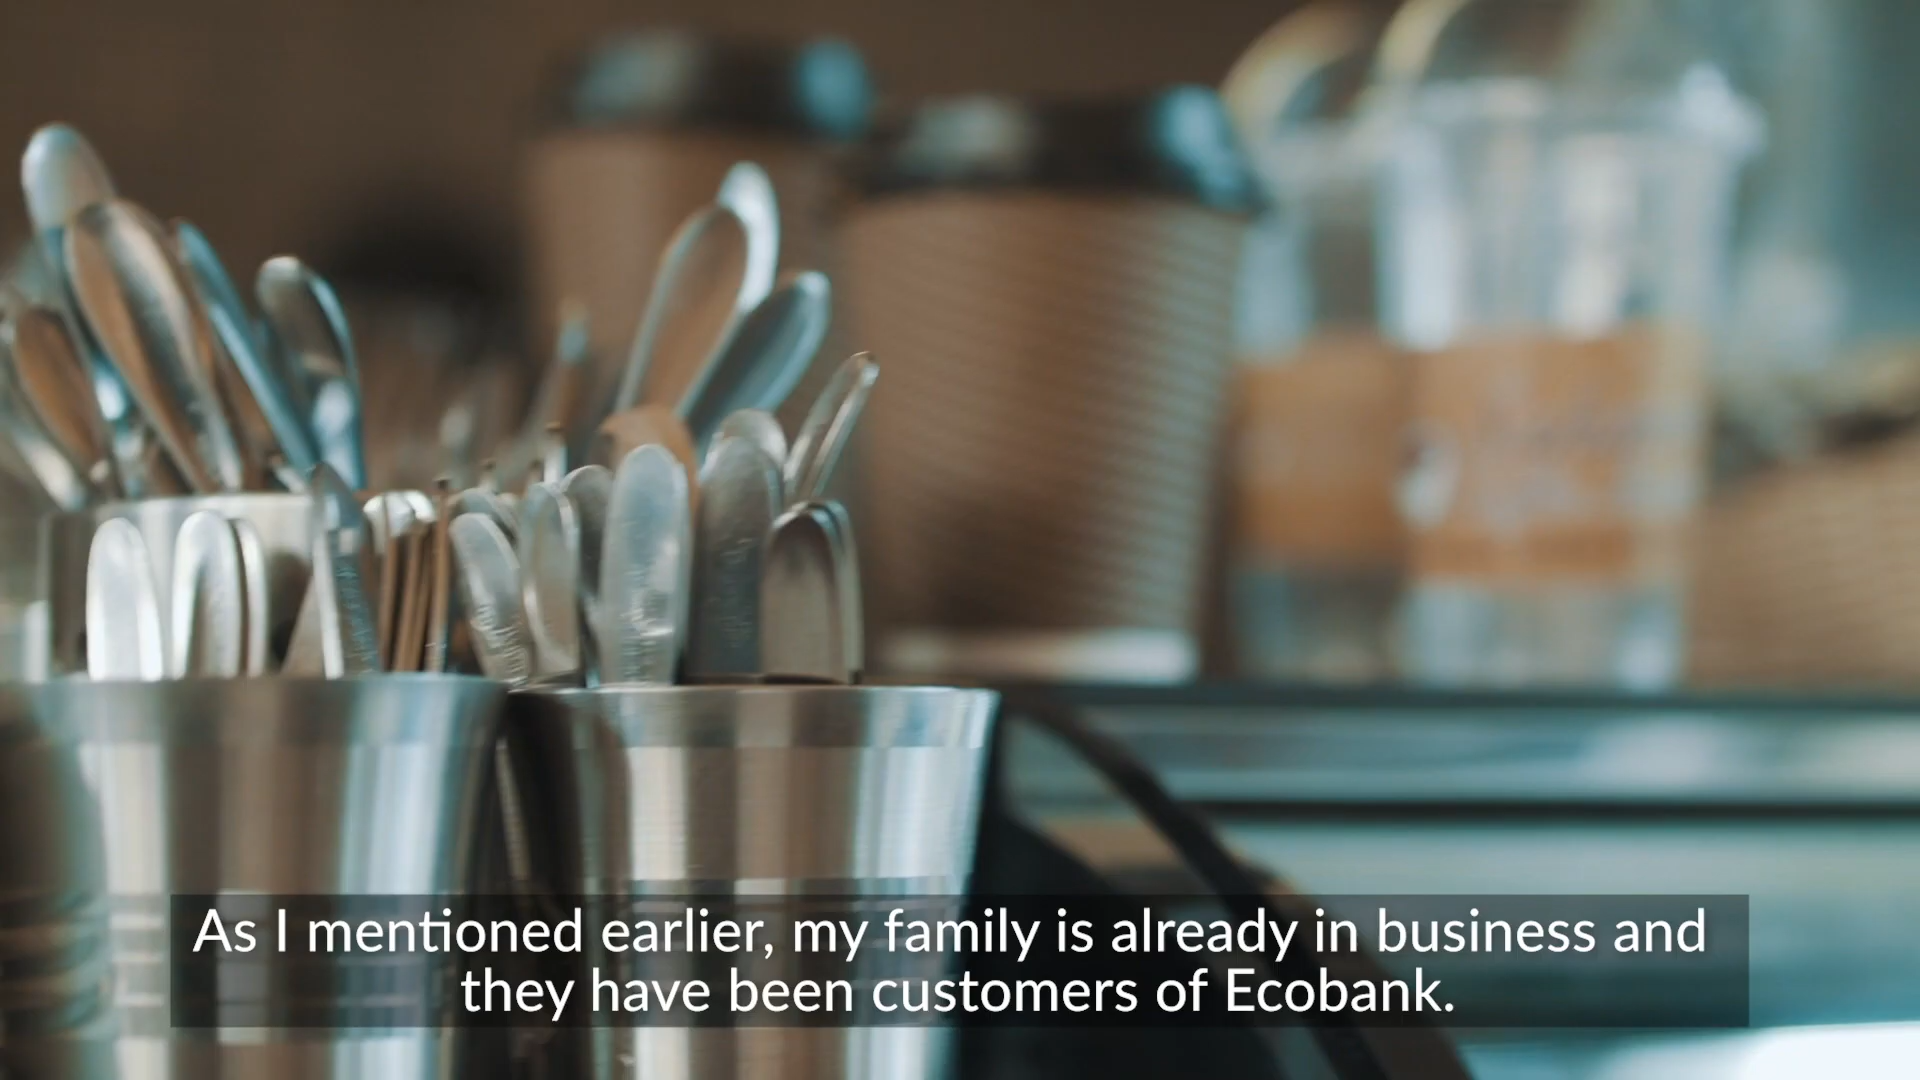 As I mentioned earlier, my family is already in business and
they have been customers of Ecobank.